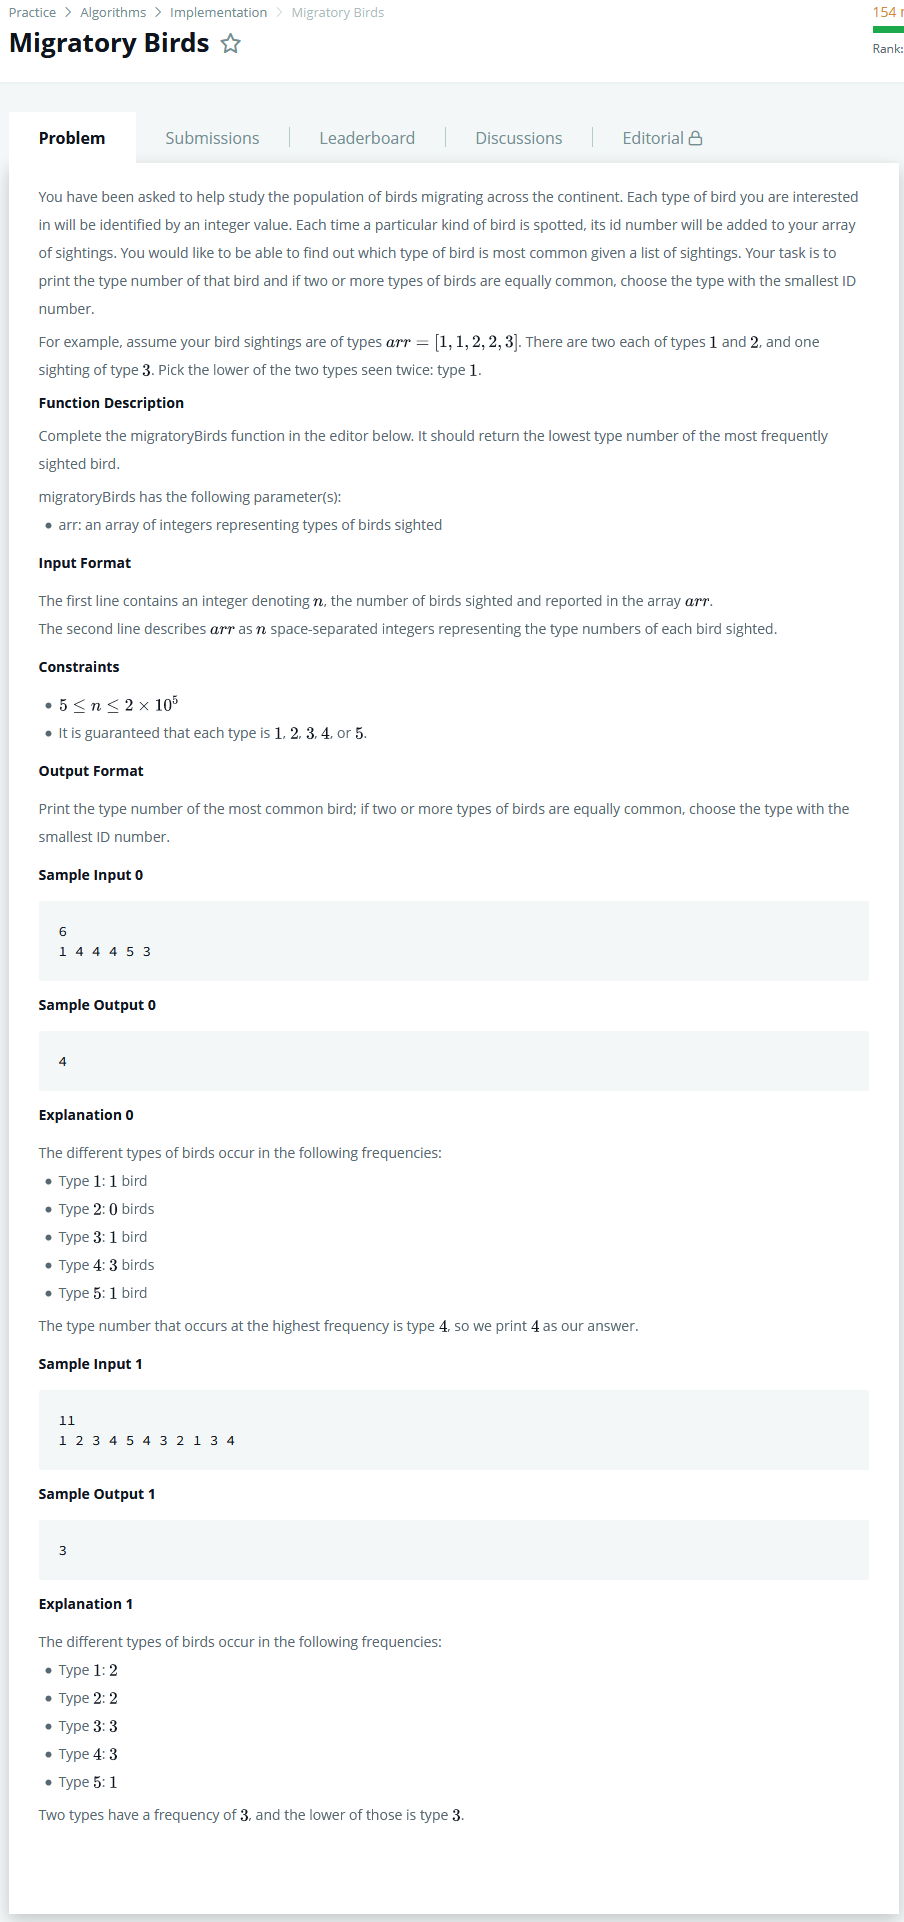 Practice > Algorithms > Implementation > Migratory Birds
154
Migratory Birds
Rank:
Problem
Submissions
Leaderboard
Discussions
Editorial
You have been asked to help study the population of birds migrating across the continent. Each type of bird you are interested
in will be identified by an integer value. Each time a particular kind of bird is spotted, its id number will be added to your array
of sightings. You would like to be able to find out which type of bird is most common given a list of sightings. Your task is to
print the type number of that bird and if two or more types of birds are equally common, choose the type with the smallest ID
number.
For example, assume your bird sightings are of types arr = [1, 1, 2, 2, 3]. There are two each of types 1 and 2, and one
sighting of type 3. Pick the lower of the two types seen twice: type 1.
Function Description
Complete the migratoryBirds function in the editor below. It should return the lowest type number of the most frequently
sighted bird.
migratoryBirds has the following parameter(s):
• arr: an array of integers representing types of birds sighted
Input Format
The first line contains an integer denoting n, the number of birds sighted and reported in the array arr.
The second line describes arr as n space-separated integers representing the type numbers of each bird sighted.
Constraints
• 5 ≤ n ≤ 2 × 10⁵
• It is guaranteed that each type is 1, 2, 3, 4, or 5.
Output Format
Print the type number of the most common bird; if two or more types of birds are equally common, choose the type with the
smallest ID number.
Sample Input 0
6
1 4 4 4 5 3
Sample Output 0
4
Explanation 0
The different types of birds occur in the following frequencies:
• Type 1: 1 bird
• Type 2: 0 birds
• Type 3: 1 bird
• Type 4: 3 birds
• Type 5: 1 bird
The type number that occurs at the highest frequency is type 4, so we print 4 as our answer.
Sample Input 1
11
1 2 3 4 5 4 3 2 1 3 4
Sample Output 1
3
Explanation 1
The different types of birds occur in the following frequencies:
• Type 1: 2
• Type 2: 2
• Type 3: 3
• Type 4: 3
• Type 5: 1
Two types have a frequency of 3, and the lower of those is type 3.